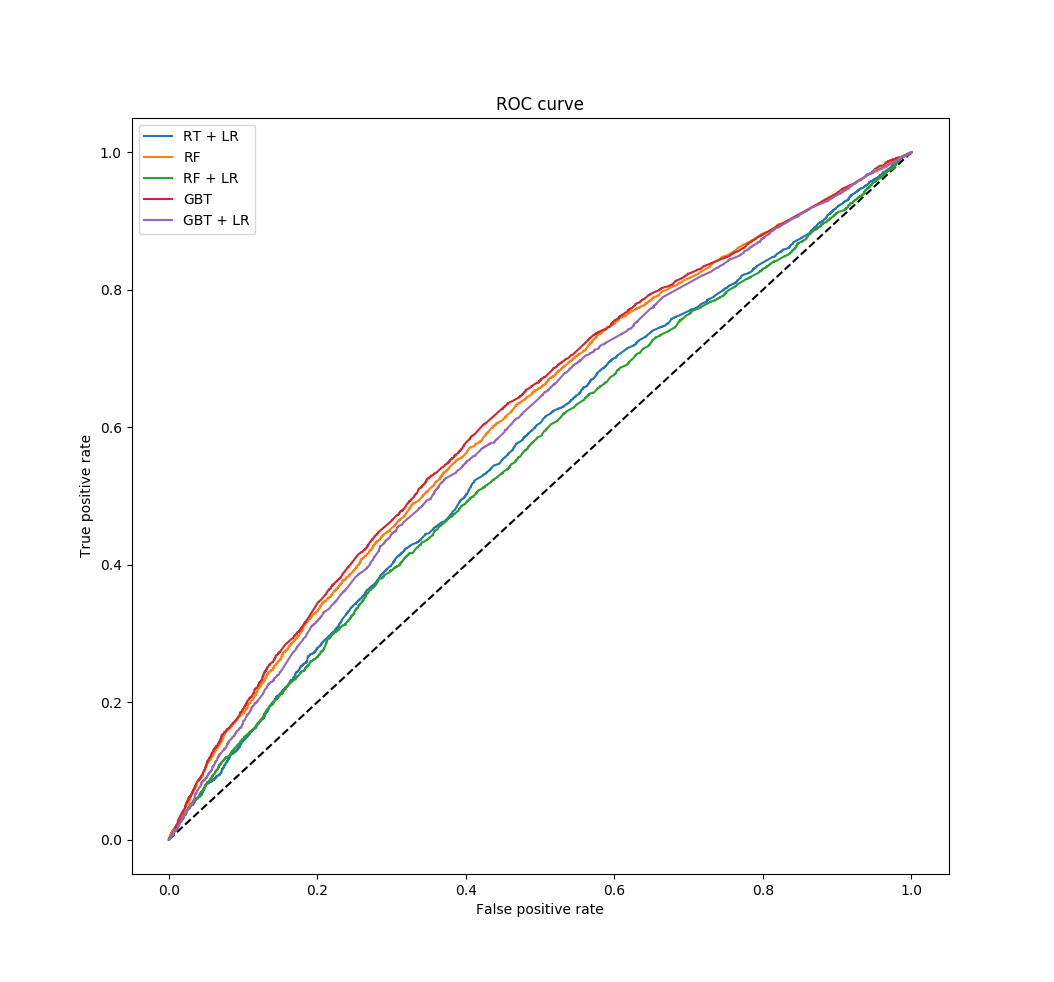 ROC curve
RT + LR
RF
RF + LR
GBT
GBT + LR
1.0
0.8
0.6
0.4
0.2
0.0
True positive rate
0.0 0.2 0.4 0.6 0.8 1.0
False positive rate